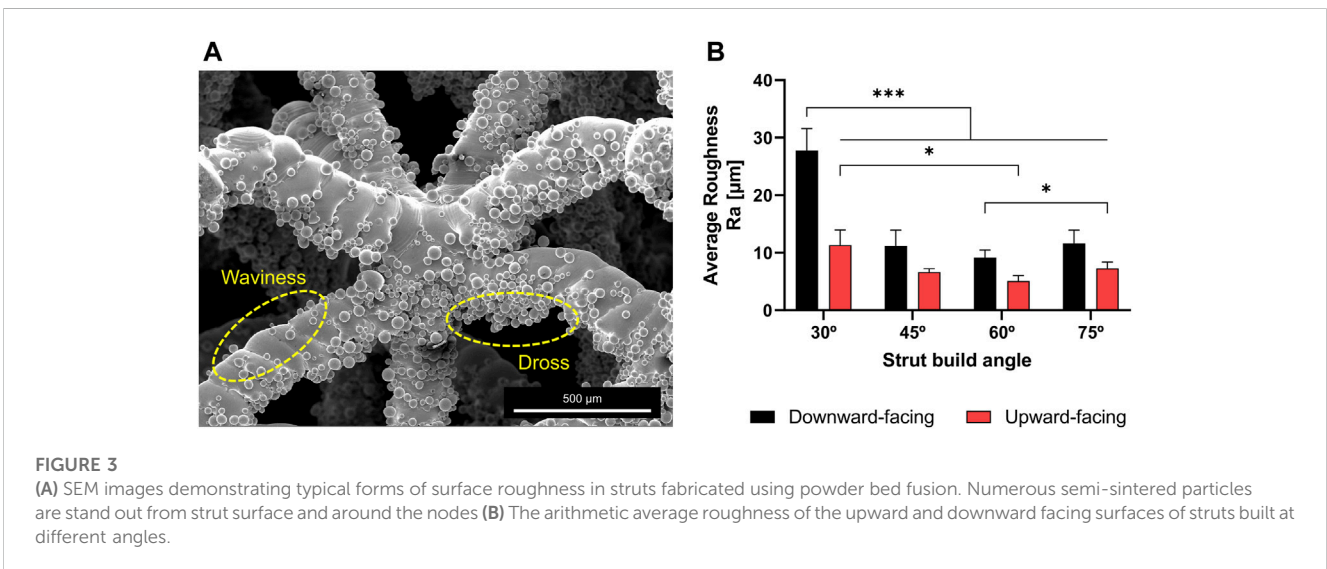 A
Waviness
Dross
500 µm
B
40
30
20
10
0
Average Roughness
Ra [µm]
***
*
*
30º
45º
60º
75º
Strut build angle
Downward-facing
Upward-facing
FIGURE 3
(A) SEM images demonstrating typical forms of surface roughness in struts fabricated using powder bed fusion. Numerous semi-sintered particles
are stand out from strut surface and around the nodes (B) The arithmetic average roughness of the upward and downward facing surfaces of struts built at
different angles.